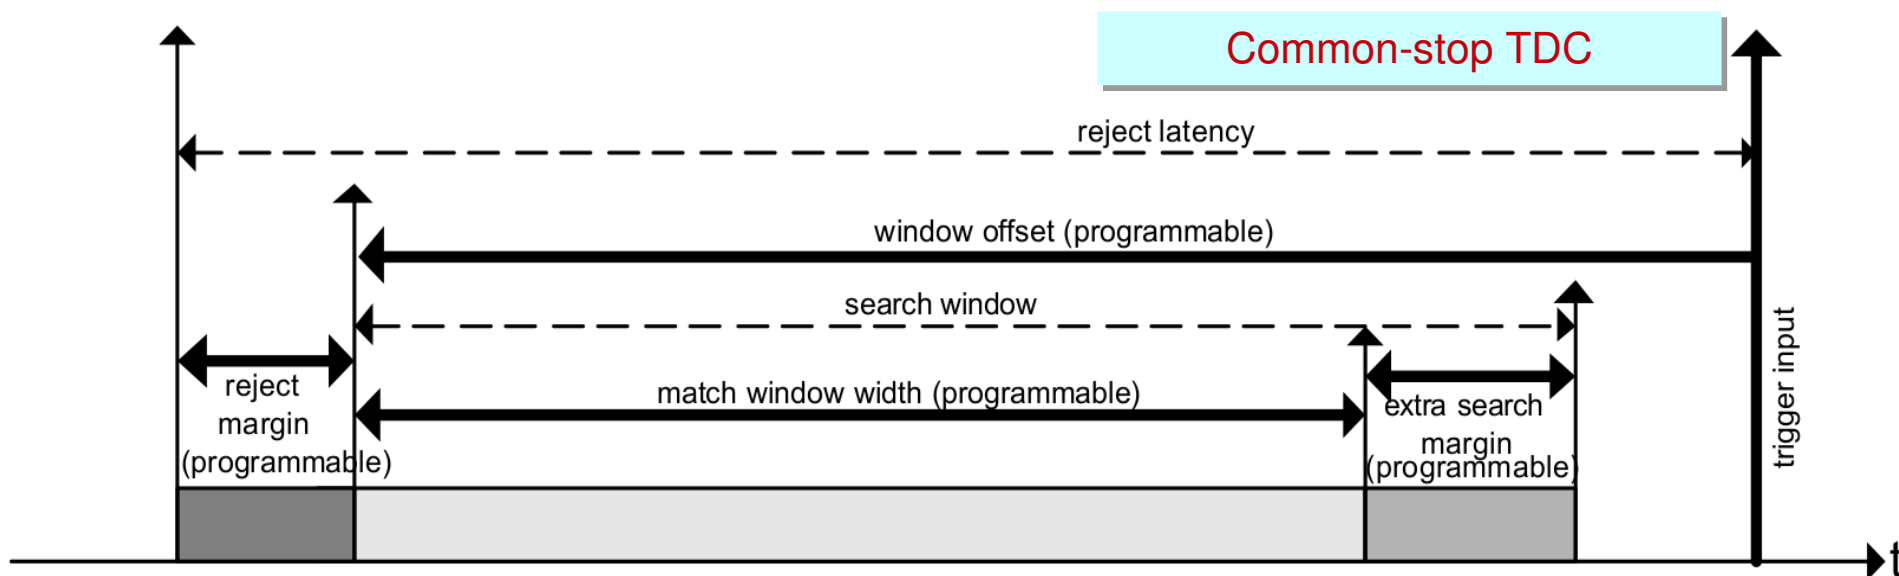 Common-stop TDC
reject latency
window offset (programmable)
search window
reject
margin
(programmable)
match window width (programmable)
extra search
margin
(programmable)
trigger input
t